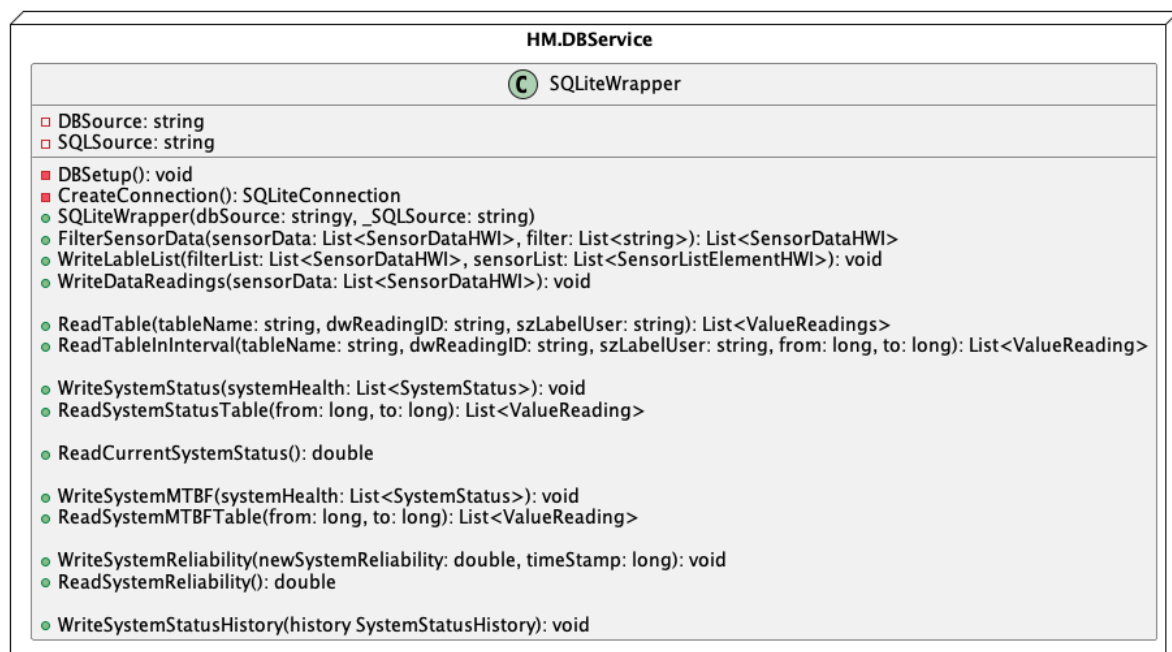 HM.DBService
C SQLiteWrapper
DBSource: string
SQLSource: string
DBSetup(): void
CreateConnection(): SQLiteConnection
SQLiteWrapper(dbSource: stringy, _SQLSource: string)
FilterSensorData(sensorData: List<SensorDataHWI>, filter: List<string>): List<SensorDataHWI>
WriteLableList(filterList: List<SensorDataHWI>, sensorList: List<SensorListElementHWI>): void
WriteDataReadings(sensorData: List<SensorDataHWI>): void
ReadTable(tableName: string, dwReadingID: string, szLabelUser: string): List<ValueReadings>
ReadTableInInterval(tableName: string, dwReadingID: string, szLabelUser: string, from: long, to: long): List<ValueReading>
WriteSystemStatus(systemHealth: List<SystemStatus>): void
ReadSystemStatusTable(from: long, to: long): List<ValueReading>
ReadCurrentSystemStatus(): double
WriteSystemMTBF(systemHealth: List<SystemStatus>): void
ReadSystemMTBFTable(from: long, to: long): List<ValueReading>
WriteSystemReliability(newSystemReliability: double, timeStamp: long): void
ReadSystemReliability(): double
WriteSystemStatusHistory(history SystemStatusHistory): void